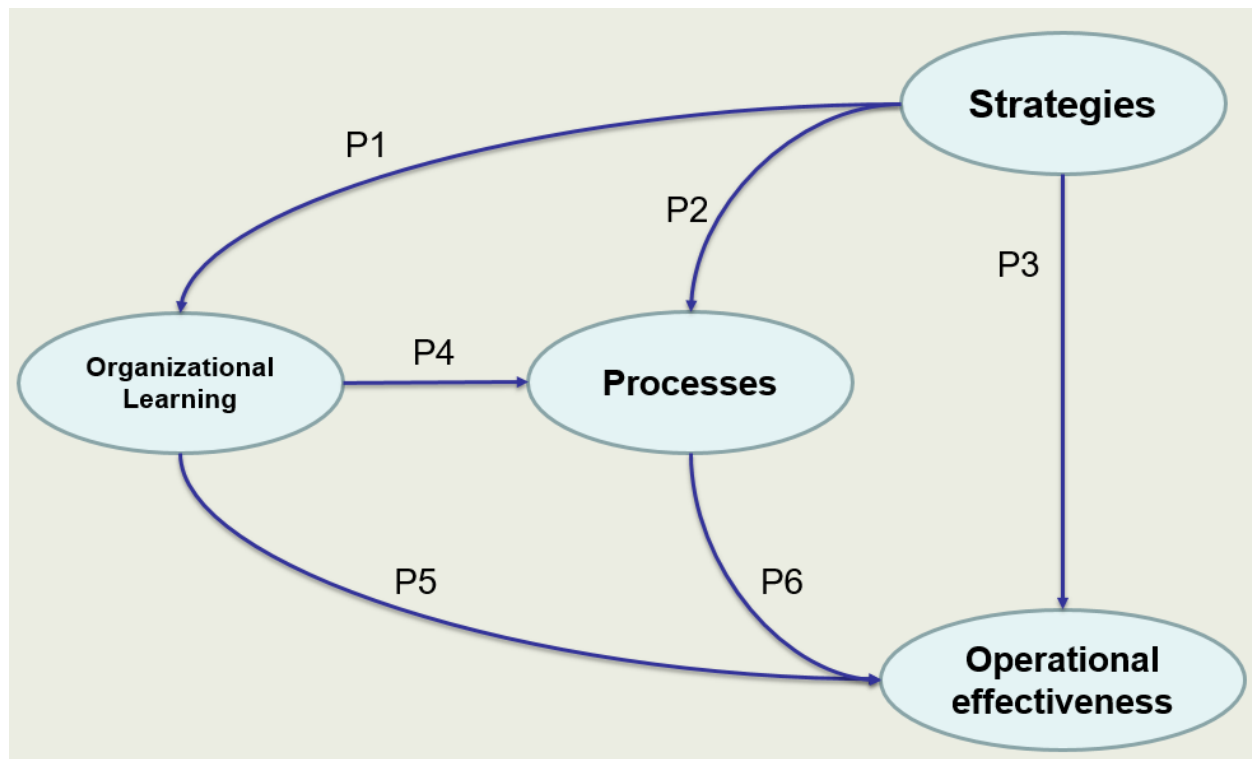 Strategies
P1
P2
P3
Organizational
Learning
P4
Processes
P5
P6
Operational
effectiveness